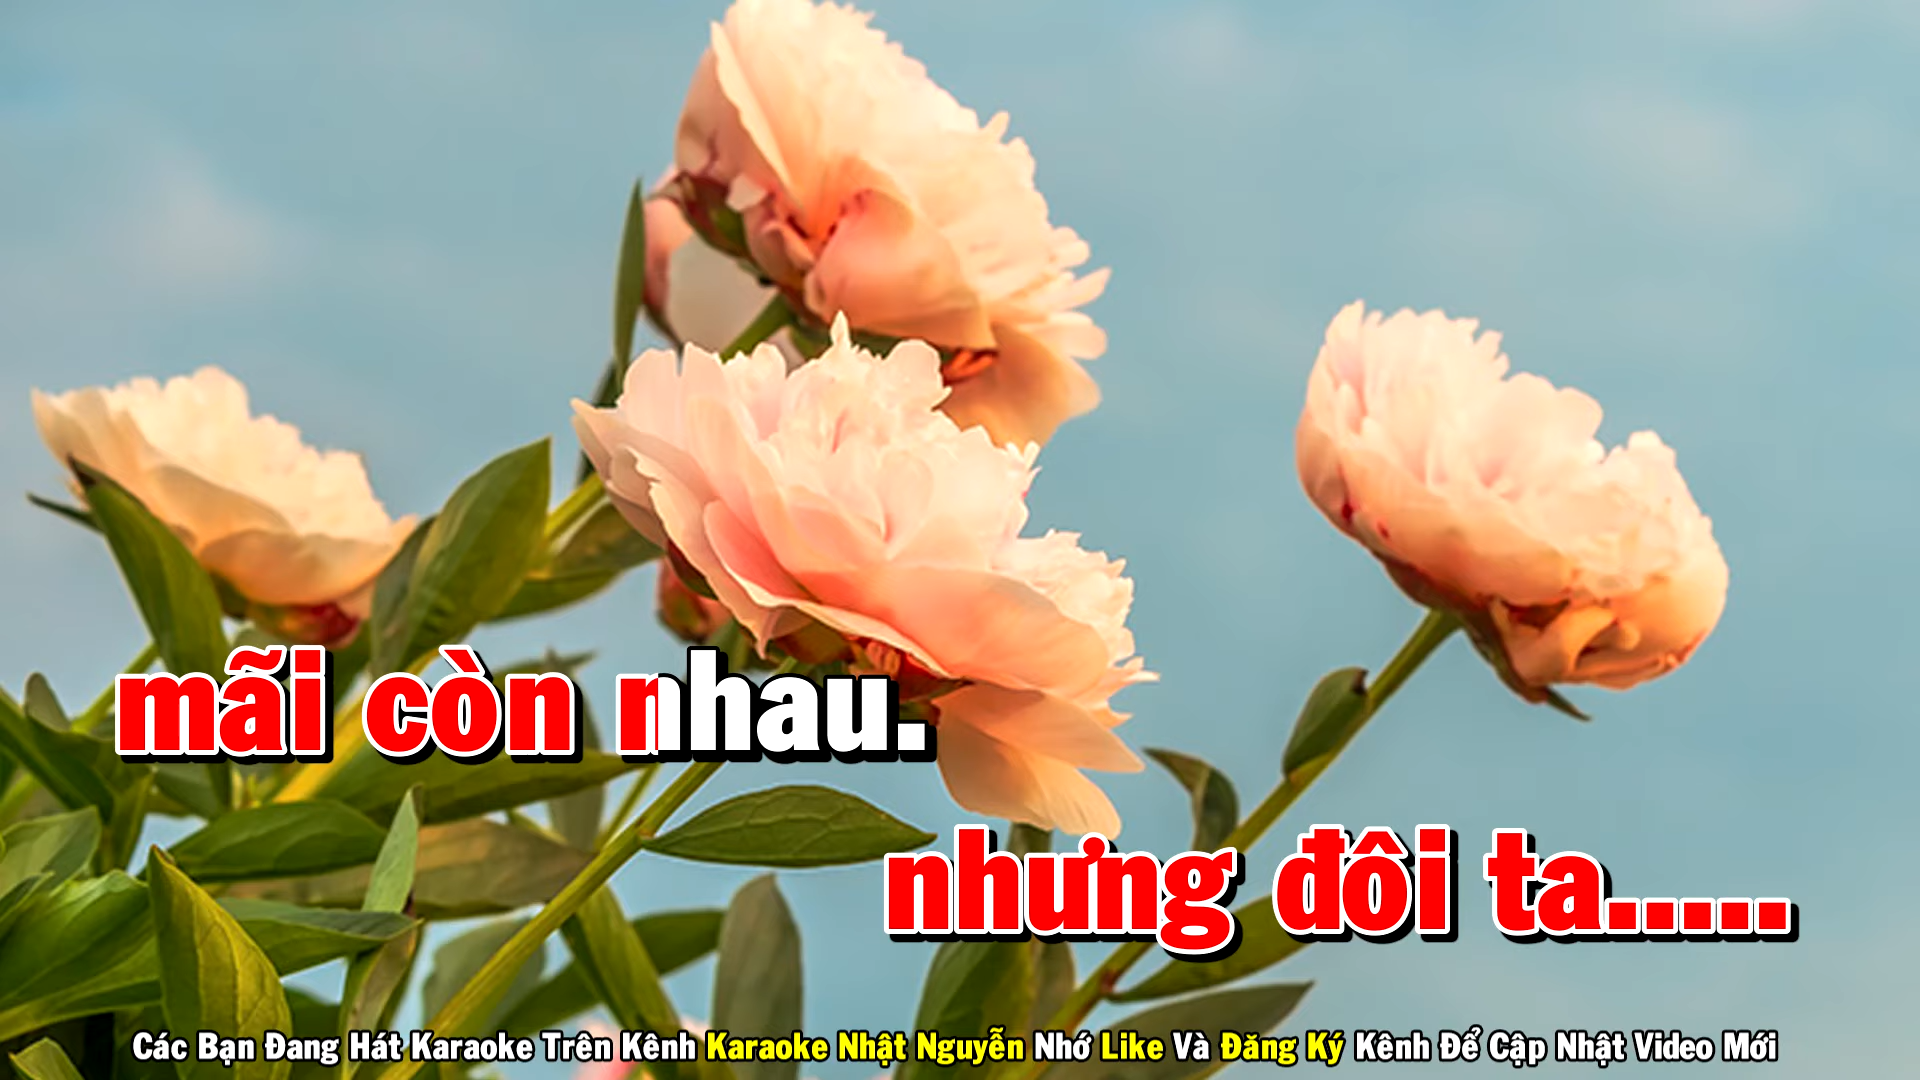 mãi còn nhau.
nhưng đôi ta.....
Các Bạn Đang Hát Karaoke Trên Kênh Karaoke Nhật Nguyễn Nhớ Like Và Đăng Ký Kênh Để Cập Nhật Video Mới